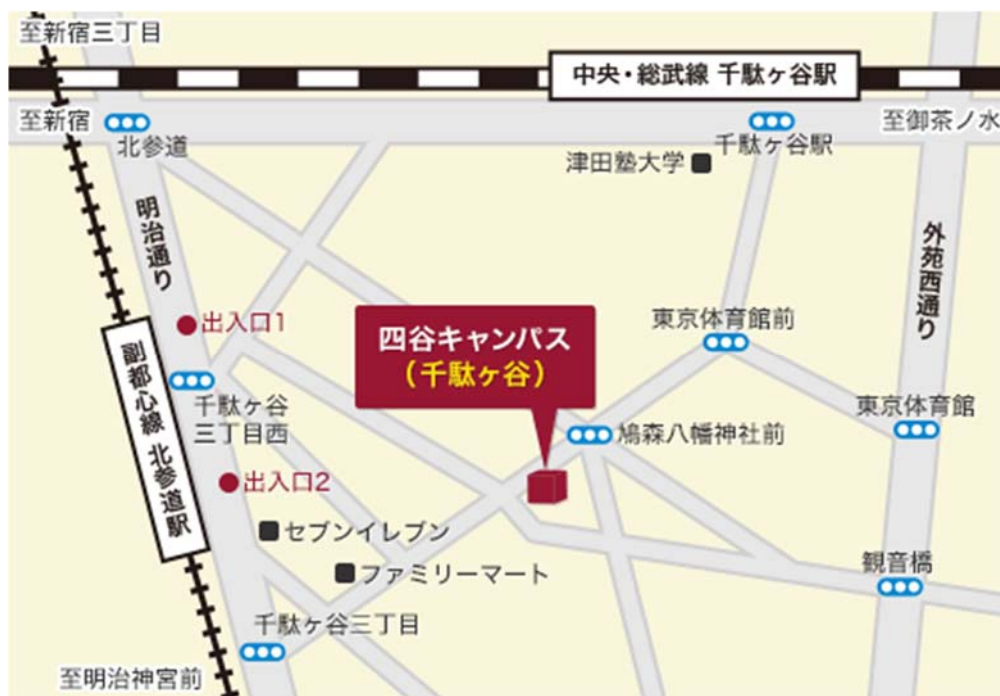 至新宿三丁目
中央・総武線 千駄ヶ谷駅
至新宿
北参道
千駄ヶ谷駅
至御茶ノ水
津田塾大学
明治通り
外苑西通り
出入口1
四谷キャンパス
（千駄ヶ谷）
東京体育館前
副都心線 北参道駅
千駄ヶ谷
三丁目西
東京体育館
鳩森八幡神社前
出入口2
セブンイレブン
ファミリーマート
観音橋
千駄ヶ谷三丁目
至明治神宮前